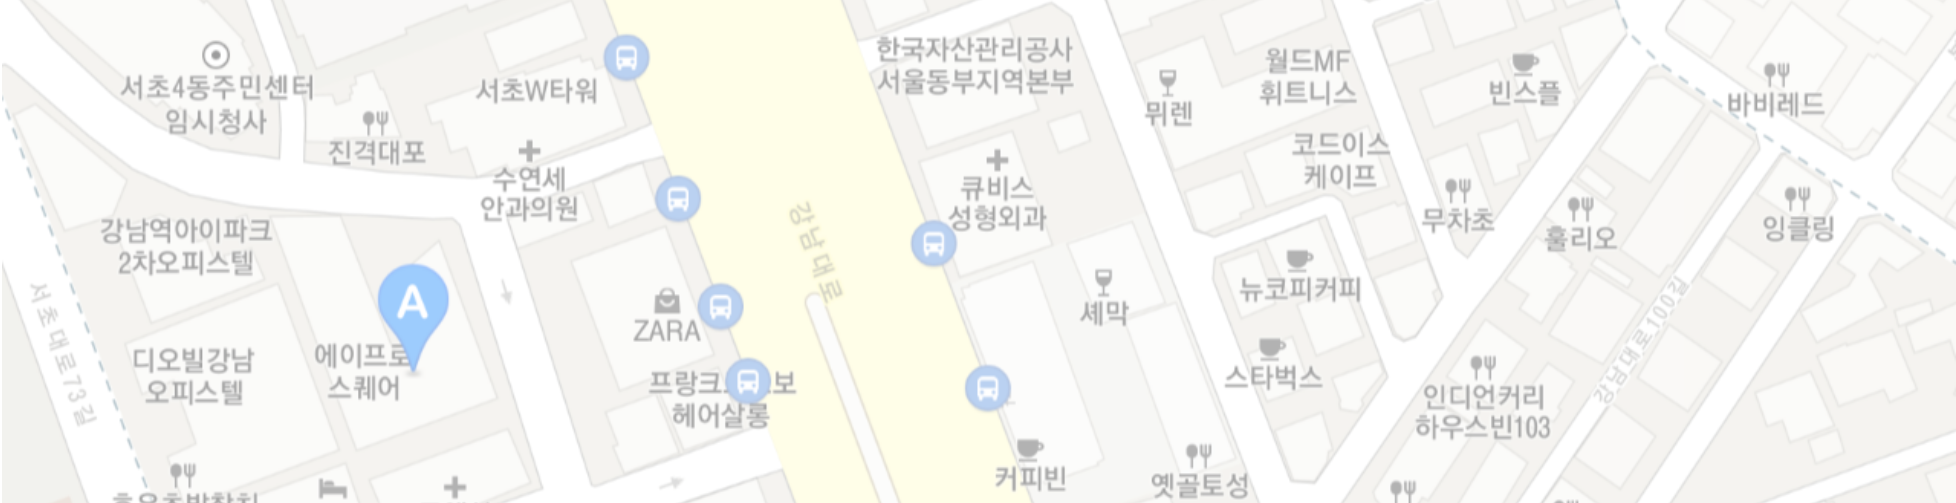 서초4동주민센터
임시청사
진격대포
서초W타워
수연세
안과의원
강남역아이파크
2차오피스텔
A
에이프로
스퀘어
디오빌강남
오피스텔
서초대로73길
ZARA
헤어살롱
강남대로
한국자산관리공사
서울동부지역본부
큐비스
성형외과
뮈렌
월드MF
휘트니스
코드이스
케이프
빈스플
바비레드
무차초
훌리오
잉클링
뉴코피커피
셰막
스타벅스
인디언커리
하우스빈103
강남대로100길
커피빈
옛골토성